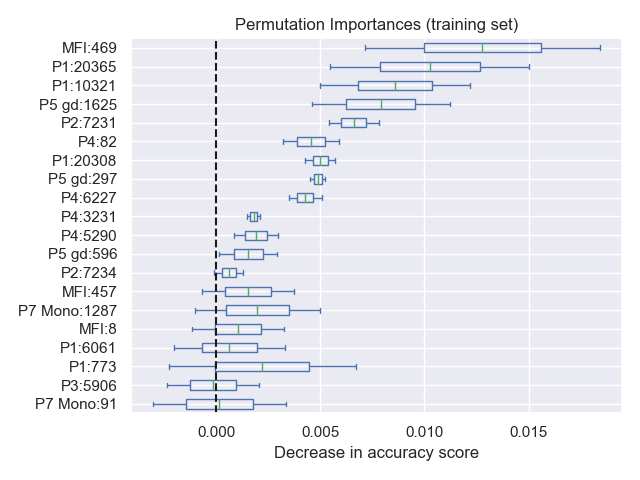 Permutation Importances (training set)
MFI:469
P1:20365
P1:10321
P5 gd:1625
P2:7231
P4:82
P1:20308
P5 gd:297
P4:6227
P4:3231
P4:5290
P5 gd:596
P2:7234
MFI:457
P7 Mono:1287
MFI:8
P1:6061
P1:773
P3:5906
P7 Mono:91
0.000 0.005 0.010 0.015
Decrease in accuracy score